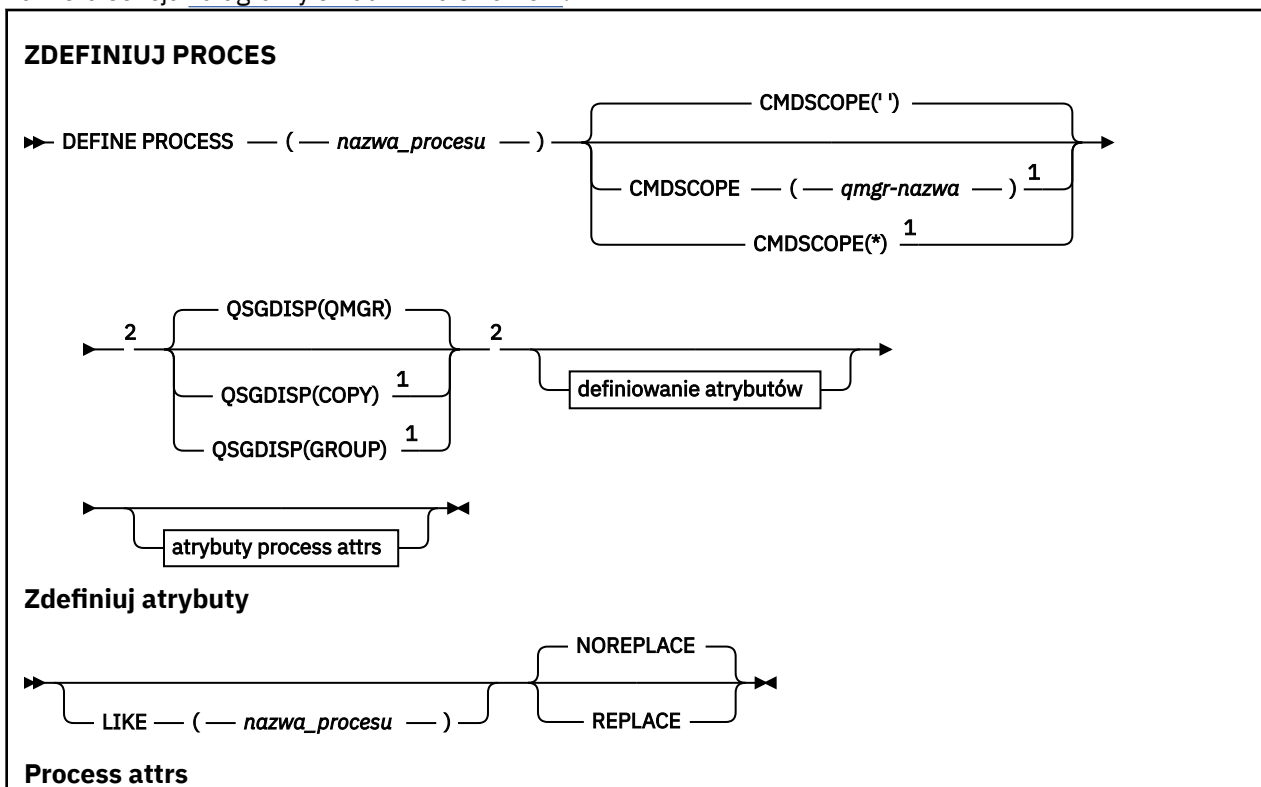 ZDEFINIUJ PROCES
CMDSCOPE(' ')
DEFINE PROCESS ( nazwa_procesu )
CMDSCOPE ( qmgr-nazwa ) 1
CMDSCOPE(*) 1
QSGDISP(QMGR)
2 2
QSGDISP(COPY) 1
definiowanie atrybutów
QSGDISP(GROUP) 1
atrybuty process attrs
Zdefiniuj atrybuty
NOREPLACE
LIKE ( nazwa_procesu )
REPLACE
Process attrs